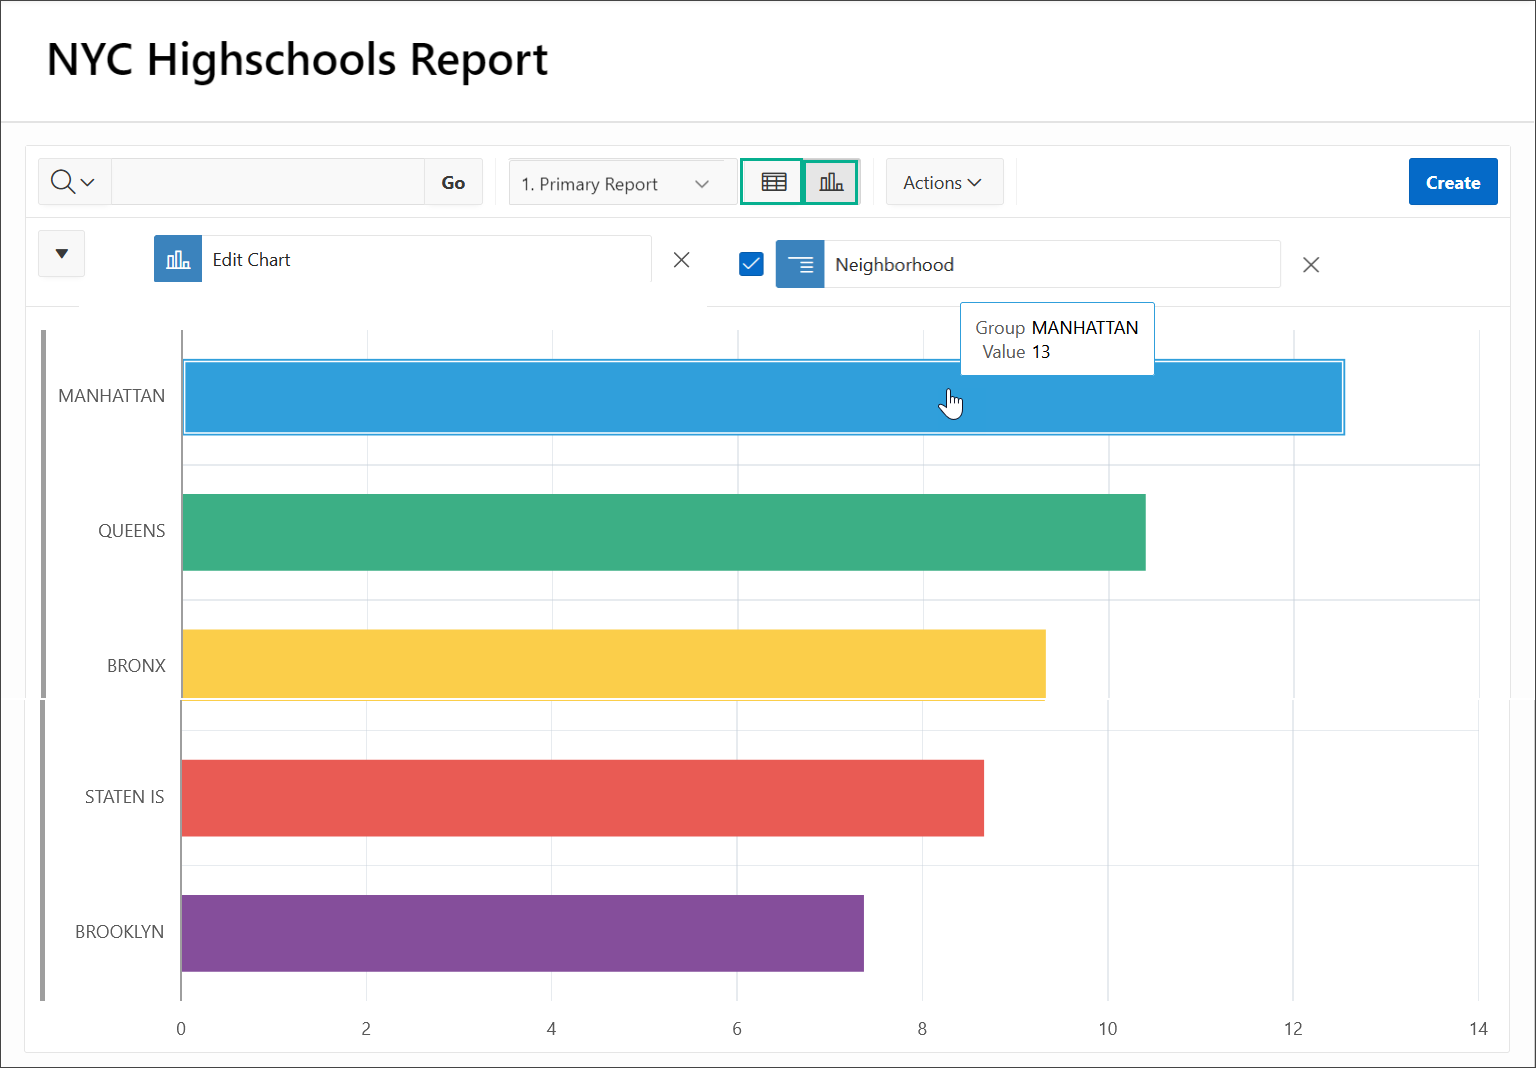 NYC Highschools Report
Go
1. Primary Report
Actions
Create
Edit Chart
Neighborhood
Group MANHATTAN
Value 13
MANHATTAN
QUEENS
BRONX
STATEN IS
BROOKLYN
0 2 4 6 8 10 12 14